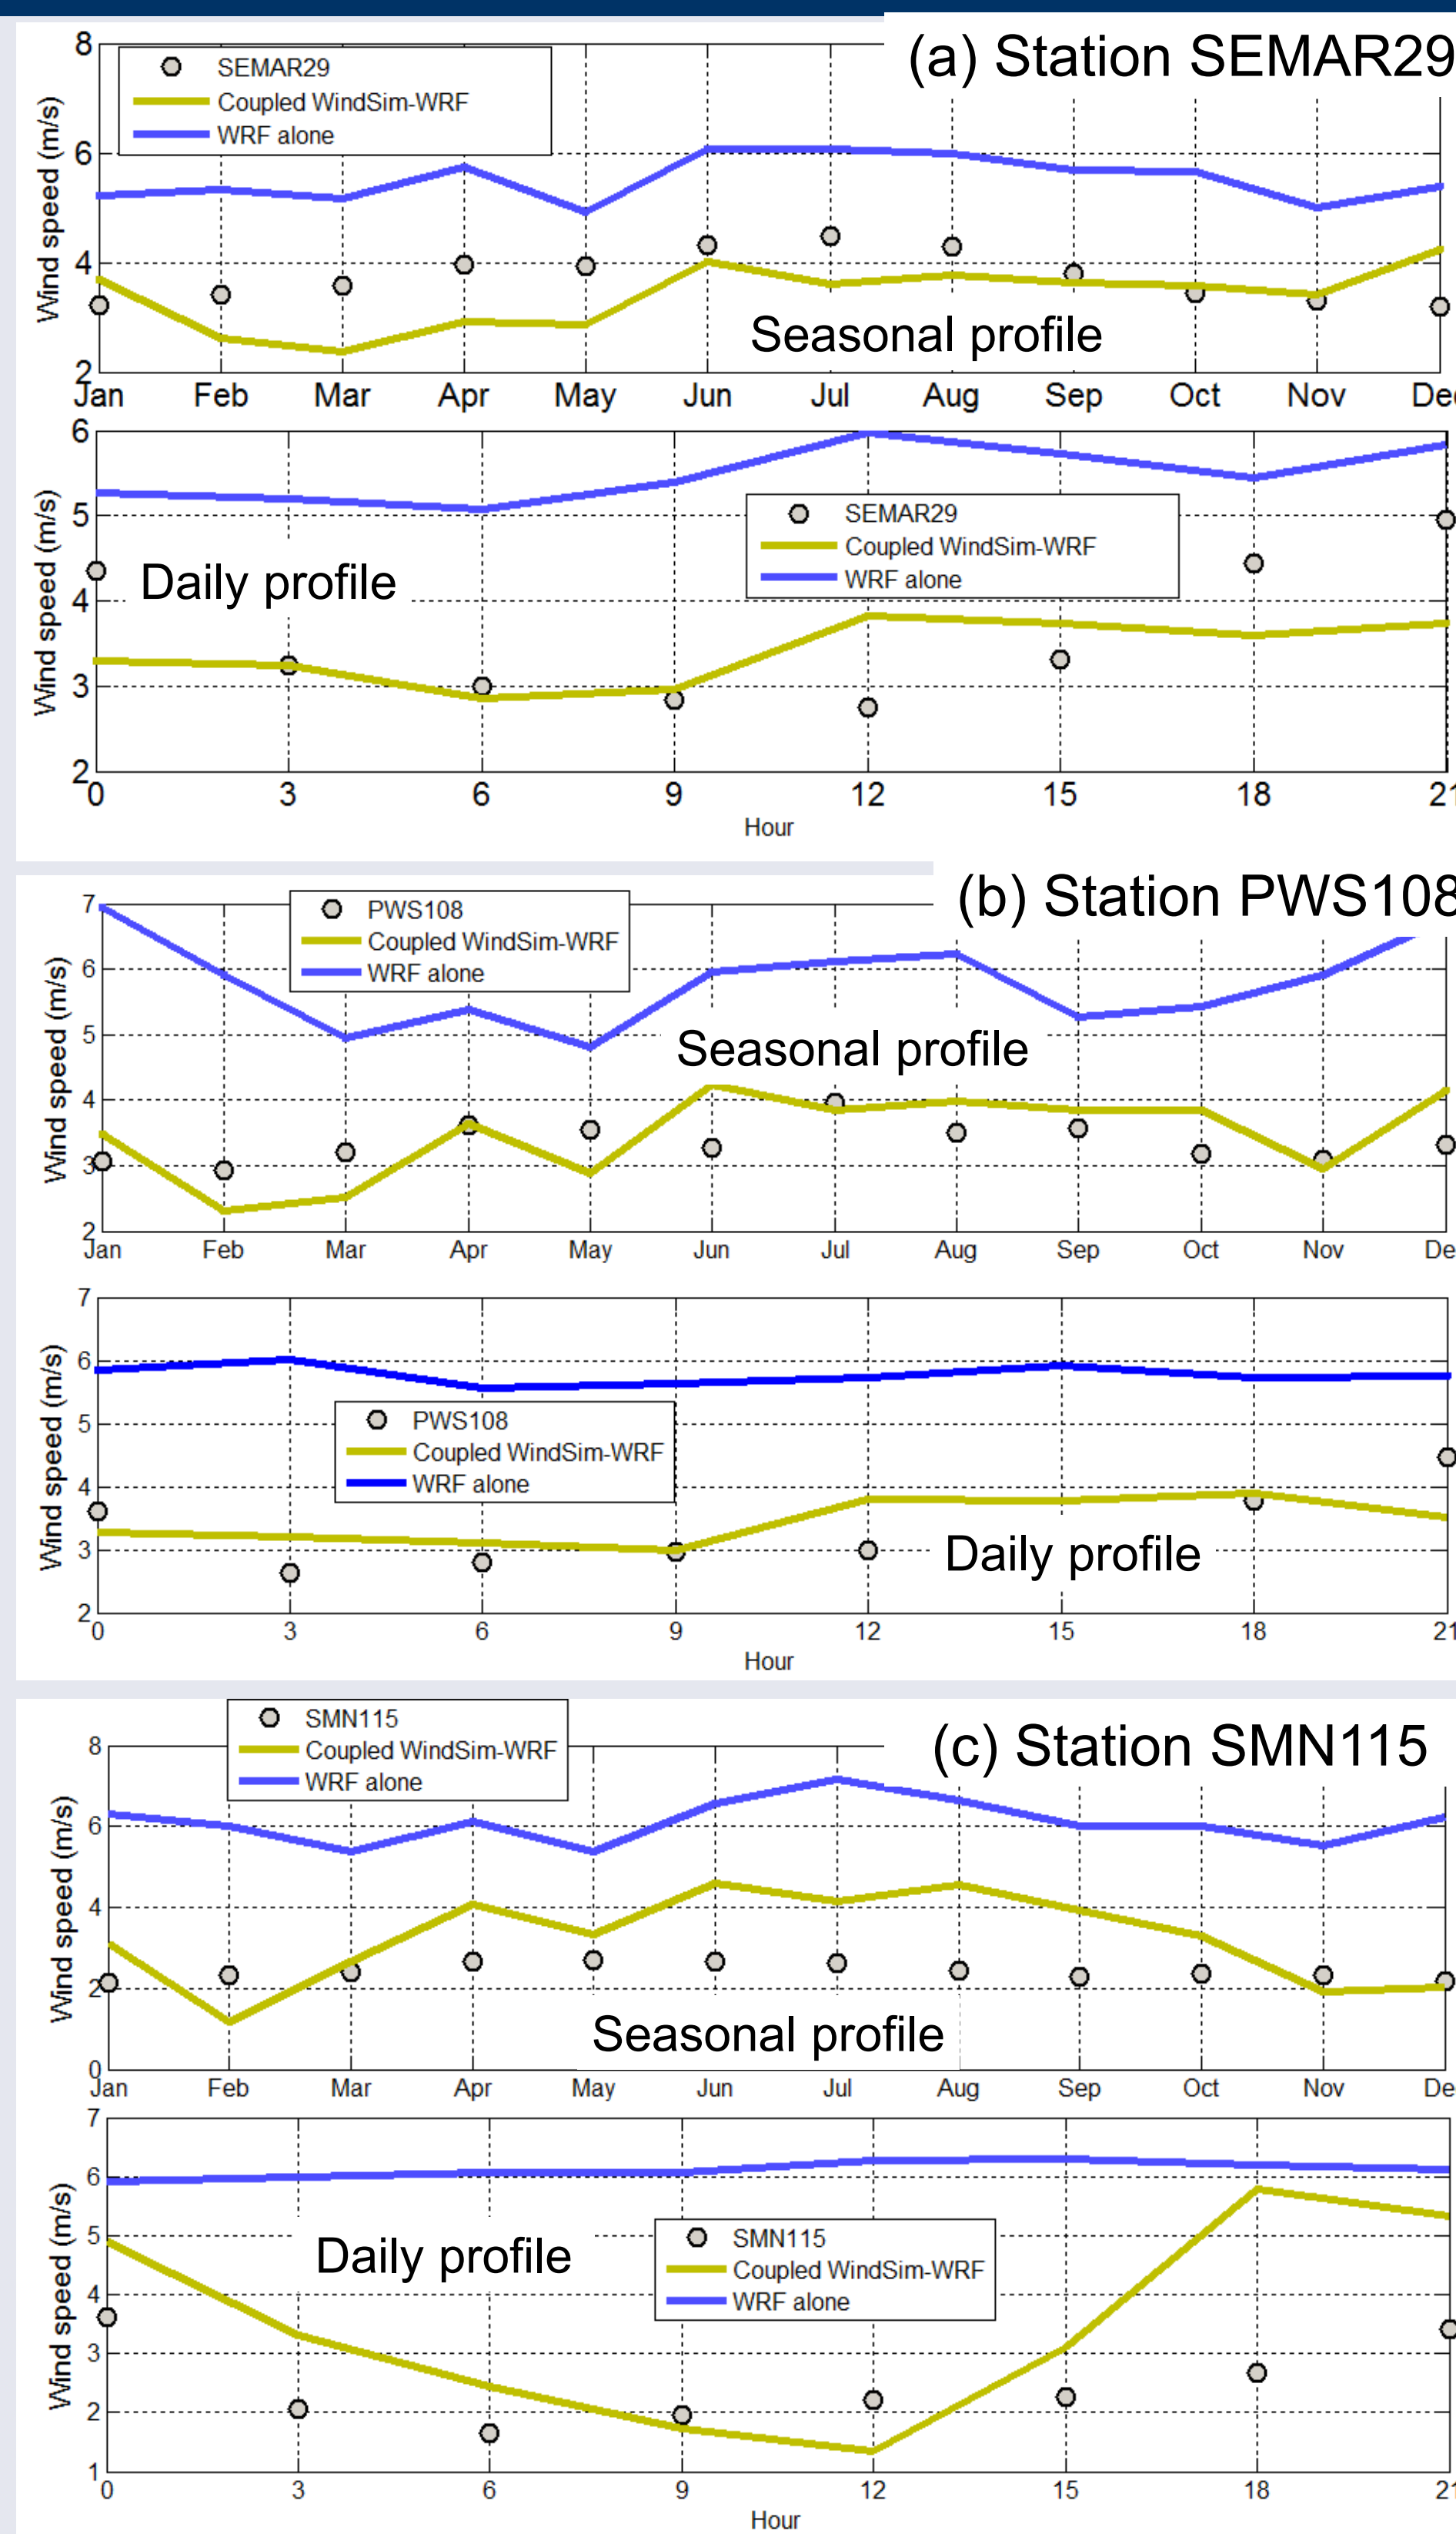 (a) Station SEMAR29
8
6
4
2
Wind speed (m/s)
SEMAR29
Coupled WindSim-WRF
WRF alone
Seasonal profile
Jan Feb Mar Apr May Jun Jul Aug Sep Oct Nov De
6
5
4
3
2
Wind speed (m/s)
SEMAR29
Coupled WindSim-WRF
WRF alone
Daily profile
0 3 6 9 12 15 18 21
Hour
(b) Station PWS108
7
6
5
4
3
2
Wind speed (m/s)
PWS108
Coupled WindSim-WRF
WRF alone
Seasonal profile
Jan Feb Mar Apr May Jun Jul Aug Sep Oct Nov De
7
6
5
4
3
2
Wind speed (m/s)
PWS108
Coupled WindSim-WRF
WRF alone
Daily profile
0 3 6 9 12 15 18 21
Hour
(c) Station SMN115
8
6
4
2
0
Wind speed (m/s)
SMN115
Coupled WindSim-WRF
WRF alone
Seasonal profile
Jan Feb Mar Apr May Jun Jul Aug Sep Oct Nov De
7
6
5
4
3
2
1
Wind speed (m/s)
Daily profile
SMN115
Coupled WindSim-WRF
WRF alone
0 3 6 9 12 15 18 21
Hour